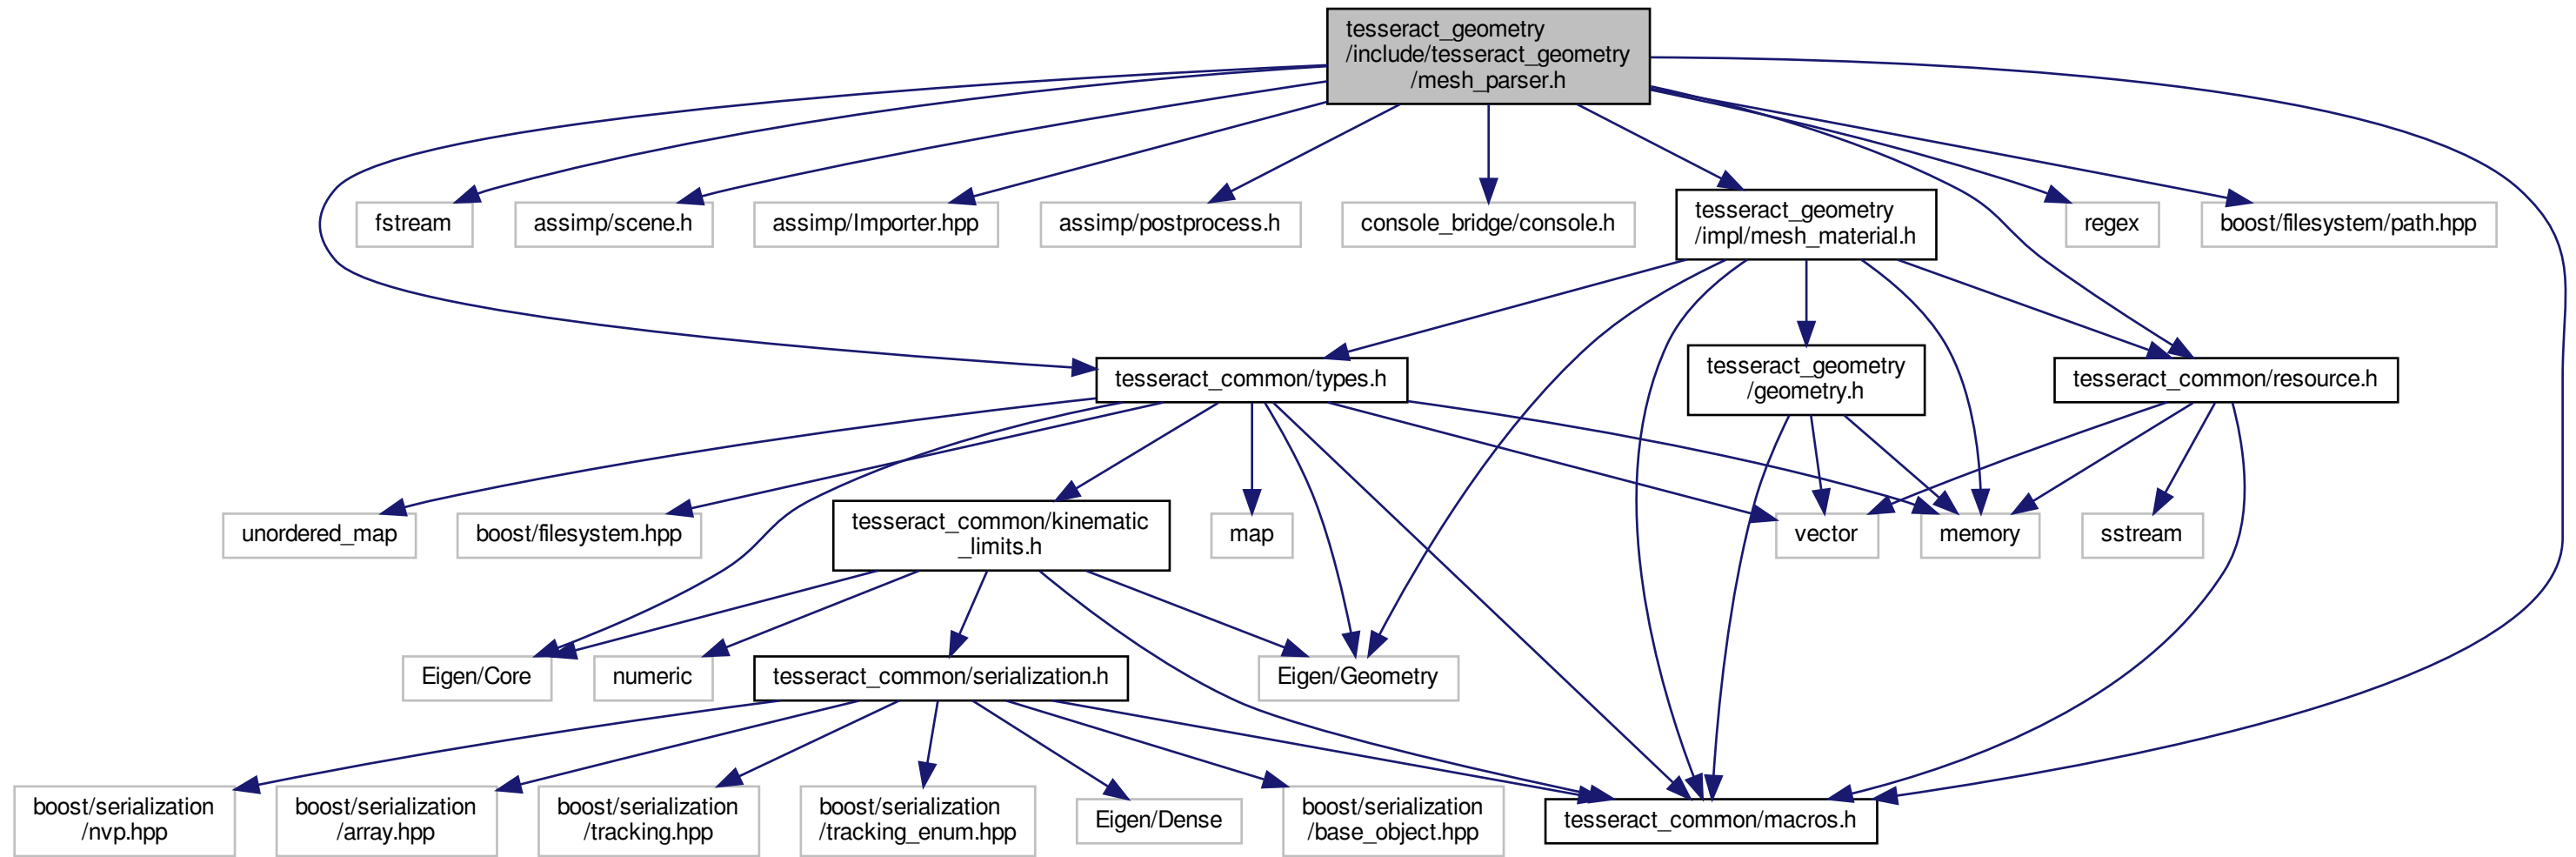 tesseract_geometry
/include/tesseract_geometry
/mesh_parser.h
fstream
assimp/scene.h
assimp/Importer.hpp
assimp/postprocess.h
console_bridge/console.h
tesseract_geometry
/impl/mesh_material.h
regex
boost/filesystem/path.hpp
tesseract_common/types.h
tesseract_geometry
/geometry.h
tesseract_common/resource.h
unordered_map
boost/filesystem.hpp
tesseract_common/kinematic
_limits.h
map
vector
memory
sstream
Eigen/Core
numeric
tesseract_common/serialization.h
Eigen/Geometry
boost/serialization
/nvp.hpp
boost/serialization
/array.hpp
boost/serialization
/tracking.hpp
boost/serialization
/tracking_enum.hpp
Eigen/Dense
boost/serialization
/base_object.hpp
tesseract_common/macros.h